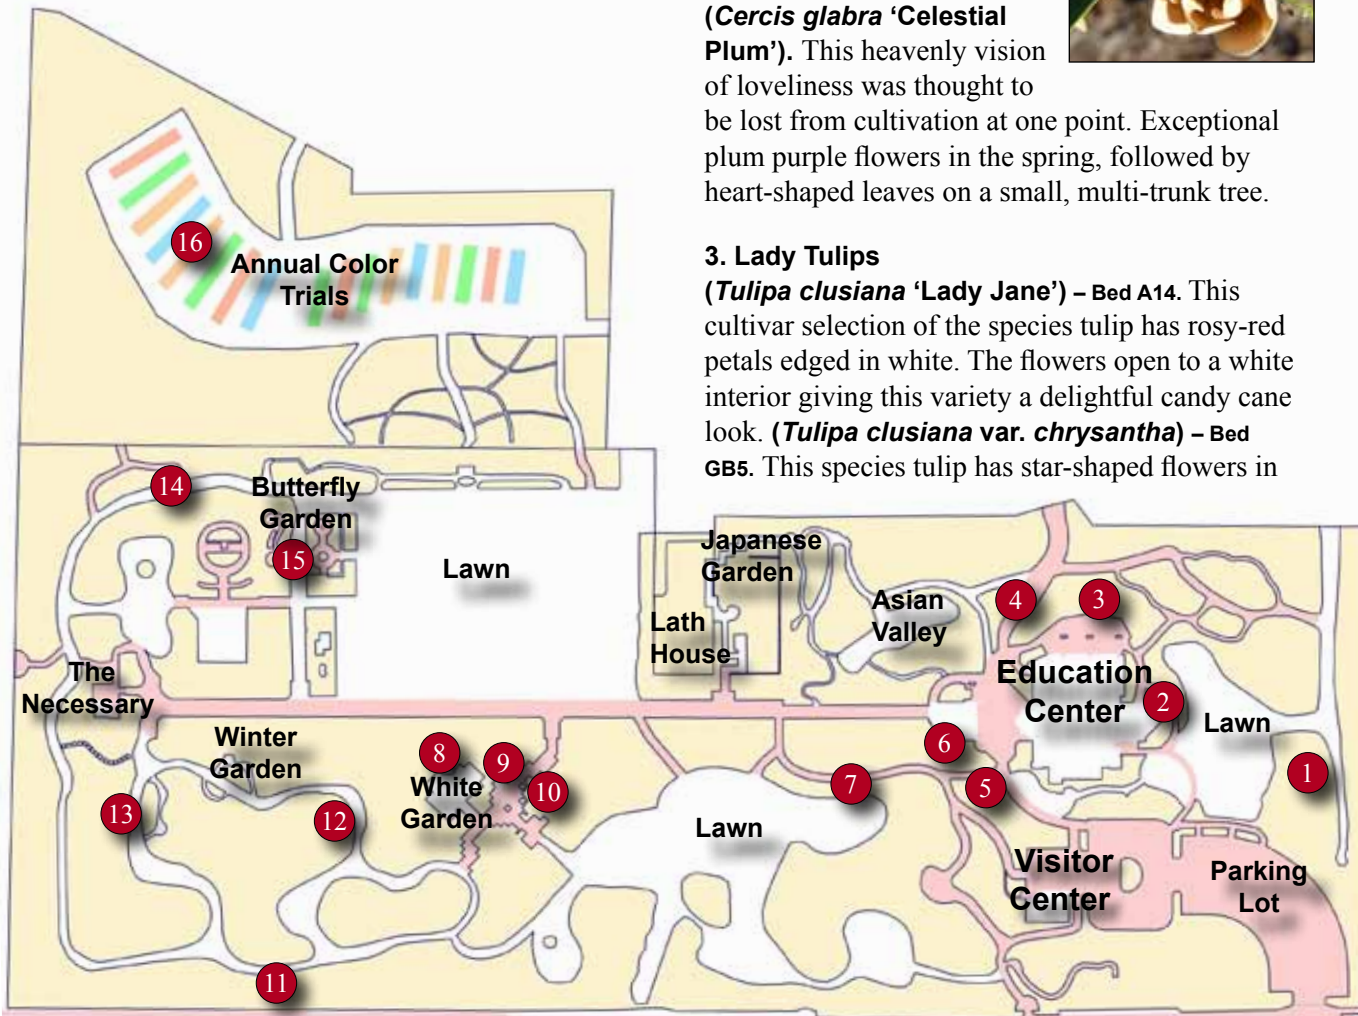 (Cercis glabra ‘Celestial
Plum’). This heavenly vision
of loveliness was thought to
be lost from cultivation at one point. Exceptional
plum purple flowers in the spring, followed by
heart-shaped leaves on a small, multi-trunk tree.
3. Lady Tulips
(Tulipa clusiana ‘Lady Jane’) – Bed A14. This
cultivar selection of the species tulip has rosy-red
petals edged in white. The flowers open to a white
interior giving this variety a delightful candy cane
look. (Tulipa clusiana var. chrysantha) – Bed
GB5. This species tulip has star-shaped flowers in
16
Annual Color
Trials
14
Butterfly
Garden
15
Lawn
Japanese
Garden
Lath
House
Asian
Valley
4
3
Education
Center
2
Lawn
1
The
Necessary
Winter
Garden
8
9
10
White
Garden
6
5
7
13
12
Lawn
Visitor
Center
Parking
Lot
11